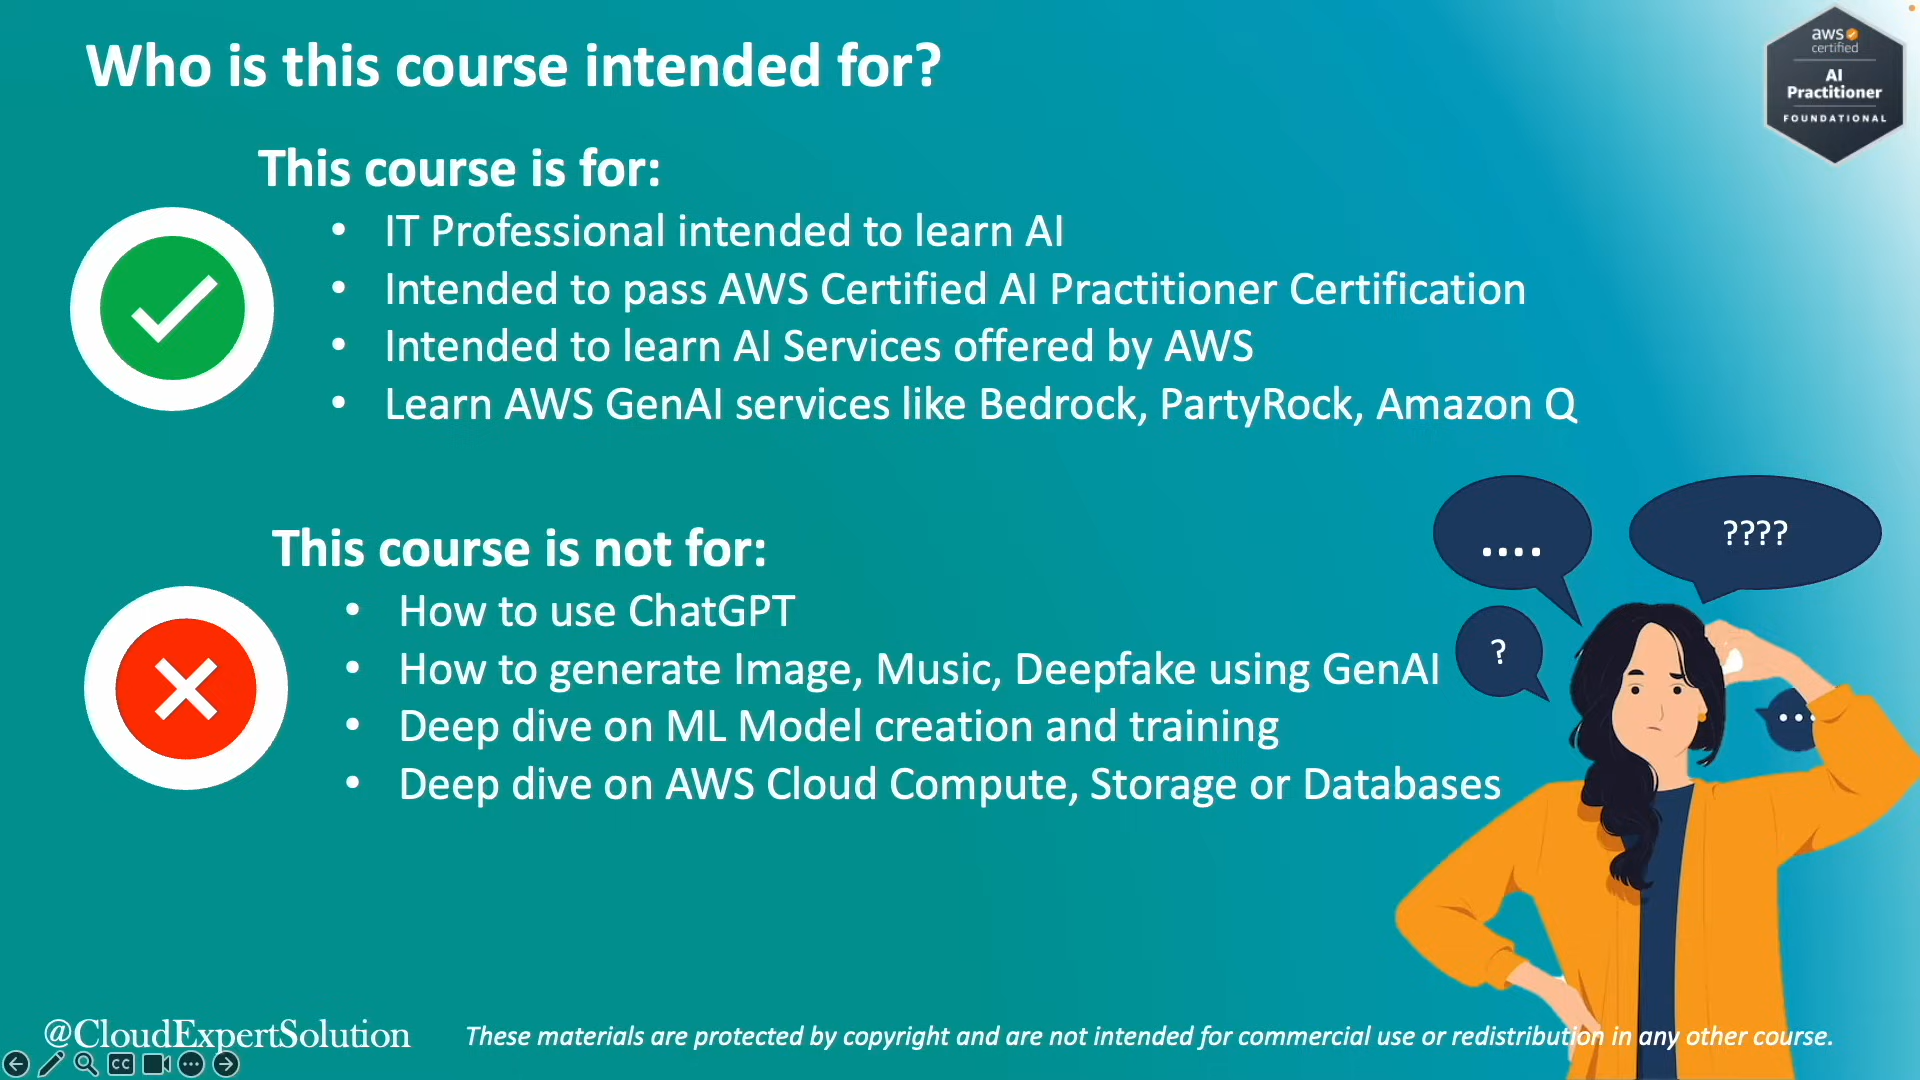 Who is this course intended for?
aws
certified
AI
Practitioner
FOUNDATIONAL
This course is for:
• IT Professional intended to learn AI
• Intended to pass AWS Certified AI Practitioner Certification
• Intended to learn AI Services offered by AWS
• Learn AWS GenAI services like Bedrock, PartyRock, Amazon Q
This course is not for:
• How to use ChatGPT
• How to generate Image, Music, Deepfake using GenAI
• Deep dive on ML Model creation and training
• Deep dive on AWS Cloud Compute, Storage or Databases
....
????
?
...
@CloudExpertSolution
These materials are protected by copyright and are not intended for commercial use or redistribution in any other course.
CC